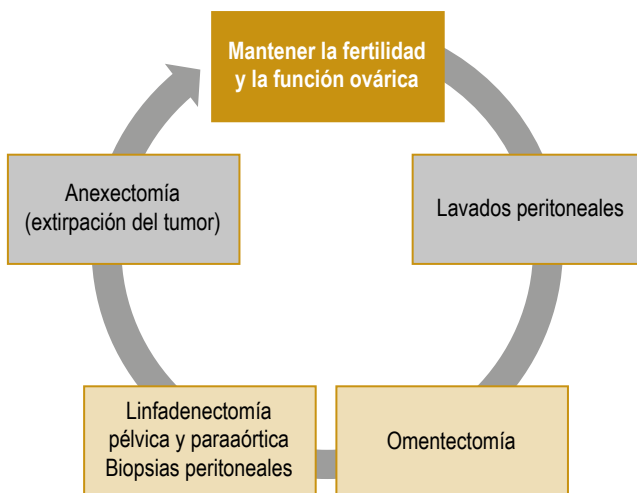 Mantener la fertilidad
y la función ovárica
Lavados peritoneales
Omentectomía
Linfadenectomía
pélvica y paraaórtica
Biopsias peritoneales
Anexectomía
(extirpación del tumor)